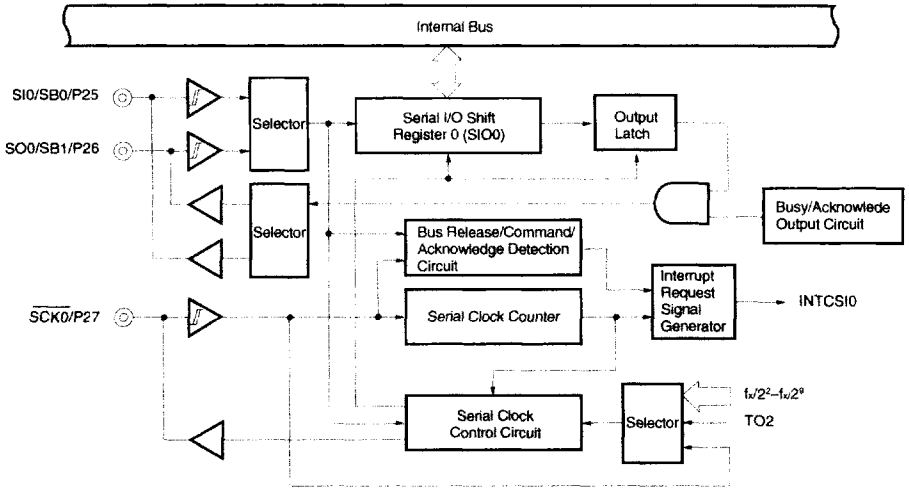 Internal Bus
SI0/SB0/P25
SO0/SB1/P26
Selector
Serial I/O Shift
Register 0 (SIO0)
Output
Latch
Selector
Busy/Acknowlede
Output Circuit
Bus Release/Command/
Acknowledge Detection
Circuit
Interrupt
Request
Signal
Generator
INTCSI0
SCK0/P27
Serial Clock Counter
Serial Clock
Control Circuit
Selector
fx/2²–fx/2⁹
TO2